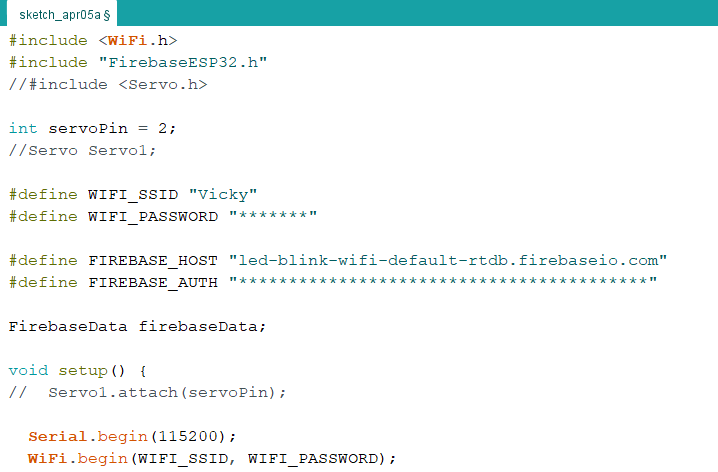 sketch_apr05a §
#include <WiFi.h>
#include "FirebaseESP32.h"
//#include <Servo.h>
int servoPin = 2;
//Servo Servo1;
#define WIFI_SSID "Vicky"
#define WIFI_PASSWORD "*******"
#define FIREBASE_HOST "led-blink-wifi-default-rtdb.firebaseio.com"
#define FIREBASE_AUTH "*****************************************"
FirebaseData firebaseData;
void setup() {
//  Servo1.attach(servoPin);
  Serial.begin(115200);
  WiFi.begin(WIFI_SSID, WIFI_PASSWORD);